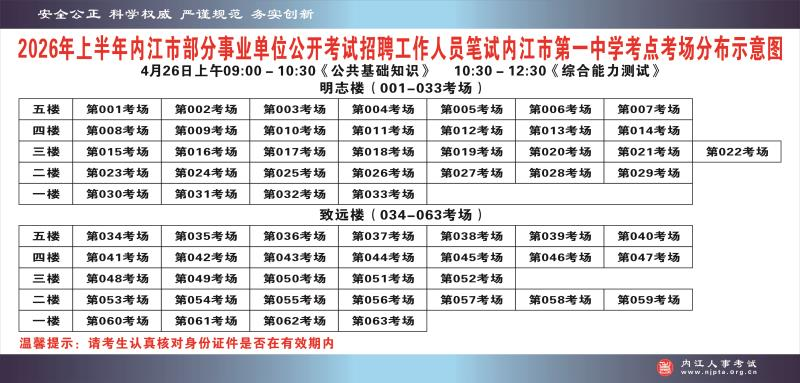 安全公正 科学权威 严谨规范 务实创新
2026年上半年内江市部分事业单位公开考试招聘工作人员笔试内江市第一中学考点考场分布示意图
4月26日上午09:00-10:30《公共基础知识》 10:30-12:30《综合能力测试》
明志楼(001-033考场)
五楼 第001考场 第002考场 第003考场 第004考场 第005考场 第006考场 第007考场
四楼 第008考场 第009考场 第010考场 第011考场 第012考场 第013考场 第014考场
三楼 第015考场 第016考场 第017考场 第018考场 第019考场 第020考场 第021考场 第022考场
二楼 第023考场 第024考场 第025考场 第026考场 第027考场 第028考场 第029考场
一楼 第030考场 第031考场 第032考场 第033考场
致远楼(034-063考场)
五楼 第034考场 第035考场 第036考场 第037考场 第038考场 第039考场 第040考场
四楼 第041考场 第042考场 第043考场 第044考场 第045考场 第046考场 第047考场
三楼 第048考场 第049考场 第050考场 第051考场 第052考场
二楼 第053考场 第054考场 第055考场 第056考场 第057考场 第058考场 第059考场
一楼 第060考场 第061考场 第062考场 第063考场
温馨提示：请考生认真核对身份证件是否在有效期内
内江人事考试
www.njpta.org.cn